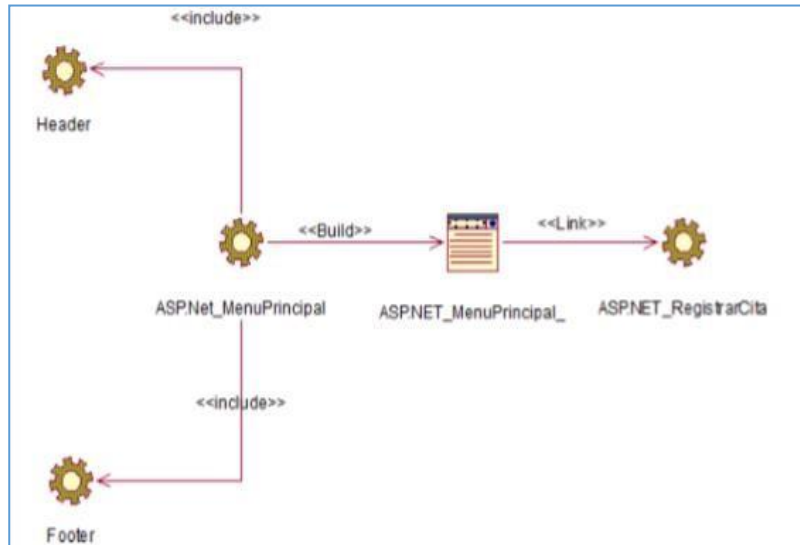 <<include>>
Header
<<Build>>
<<Link>>
ASP.Net_MenuPrincipal
ASP.NET_MenuPrincipal_
ASP.NET_RegistrarCita
<<include>>
Footer